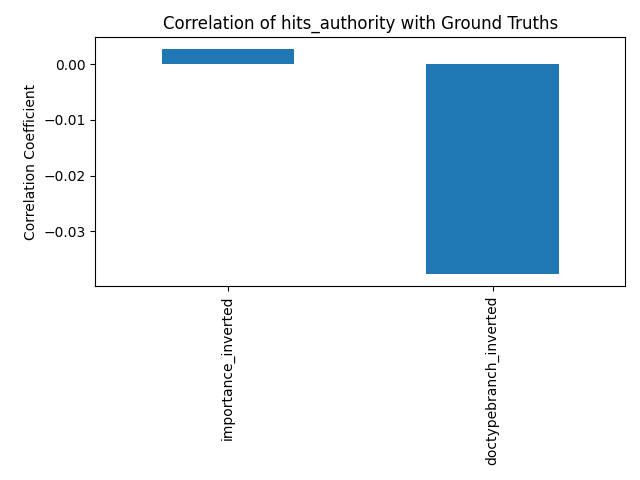 Correlation of hits_authority with Ground Truths
Correlation Coefficient
0.00
−0.01
−0.02
−0.03
importance_inverted
doctypebranch_inverted